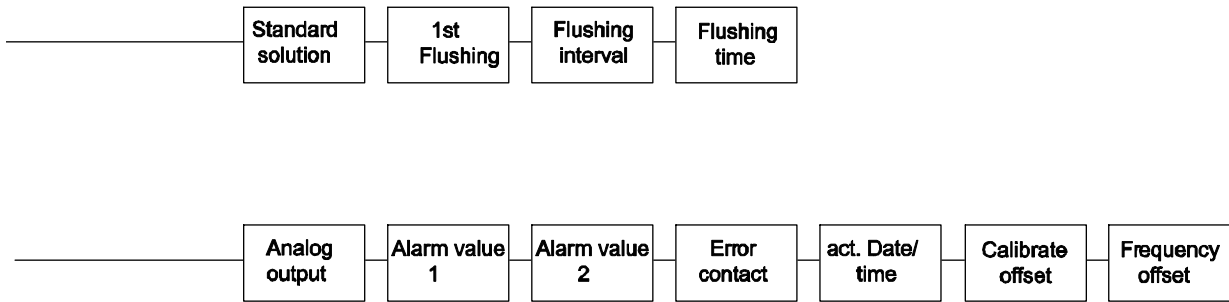 Standard
solution
1st
Flushing
Flushing
interval
Flushing
time
Analog
output
Alarm value
1
Alarm value
2
Error
contact
act. Date/
time
Calibrate
offset
Frequency
offset